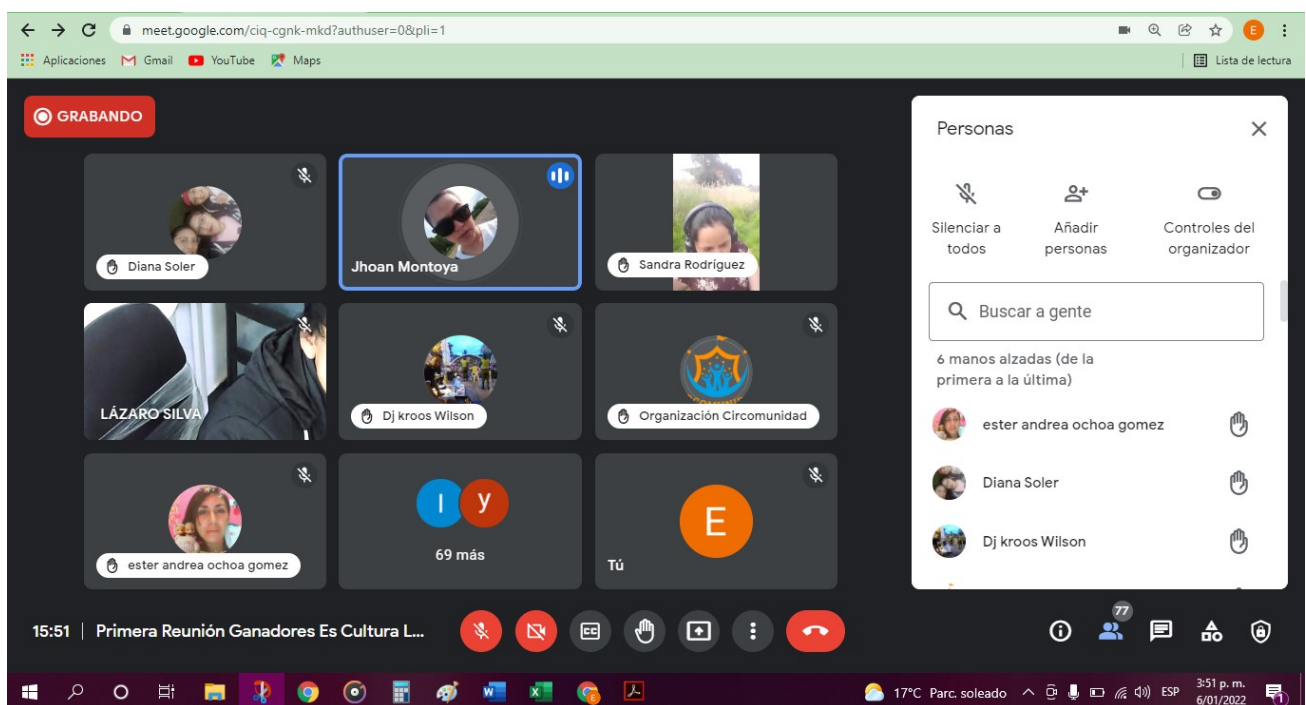 meet.google.com/ciq-cgnk-mkd?authuser=0&pli=1
E
Aplicaciones Gmail YouTube Maps
Lista de lectura
GRABANDO
Diana Soler
Jhoan Montoya
Sandra Rodríguez
LÁZARO SILVA
Dj kroos Wilson
Organización Circomunidad
ester andrea ochoa gomez
I y
69 más
E
Tú
Personas
Silenciar a
todos
Añadir
personas
Controles del
organizador
Buscar a gente
6 manos alzadas (de la
primera a la última)
ester andrea ochoa gomez
Diana Soler
Dj kroos Wilson
15:51 | Primera Reunión Ganadores Es Cultura L...
CC
77
17°C Parc. soleado
ESP
3:51 p. m.
6/01/2022
1